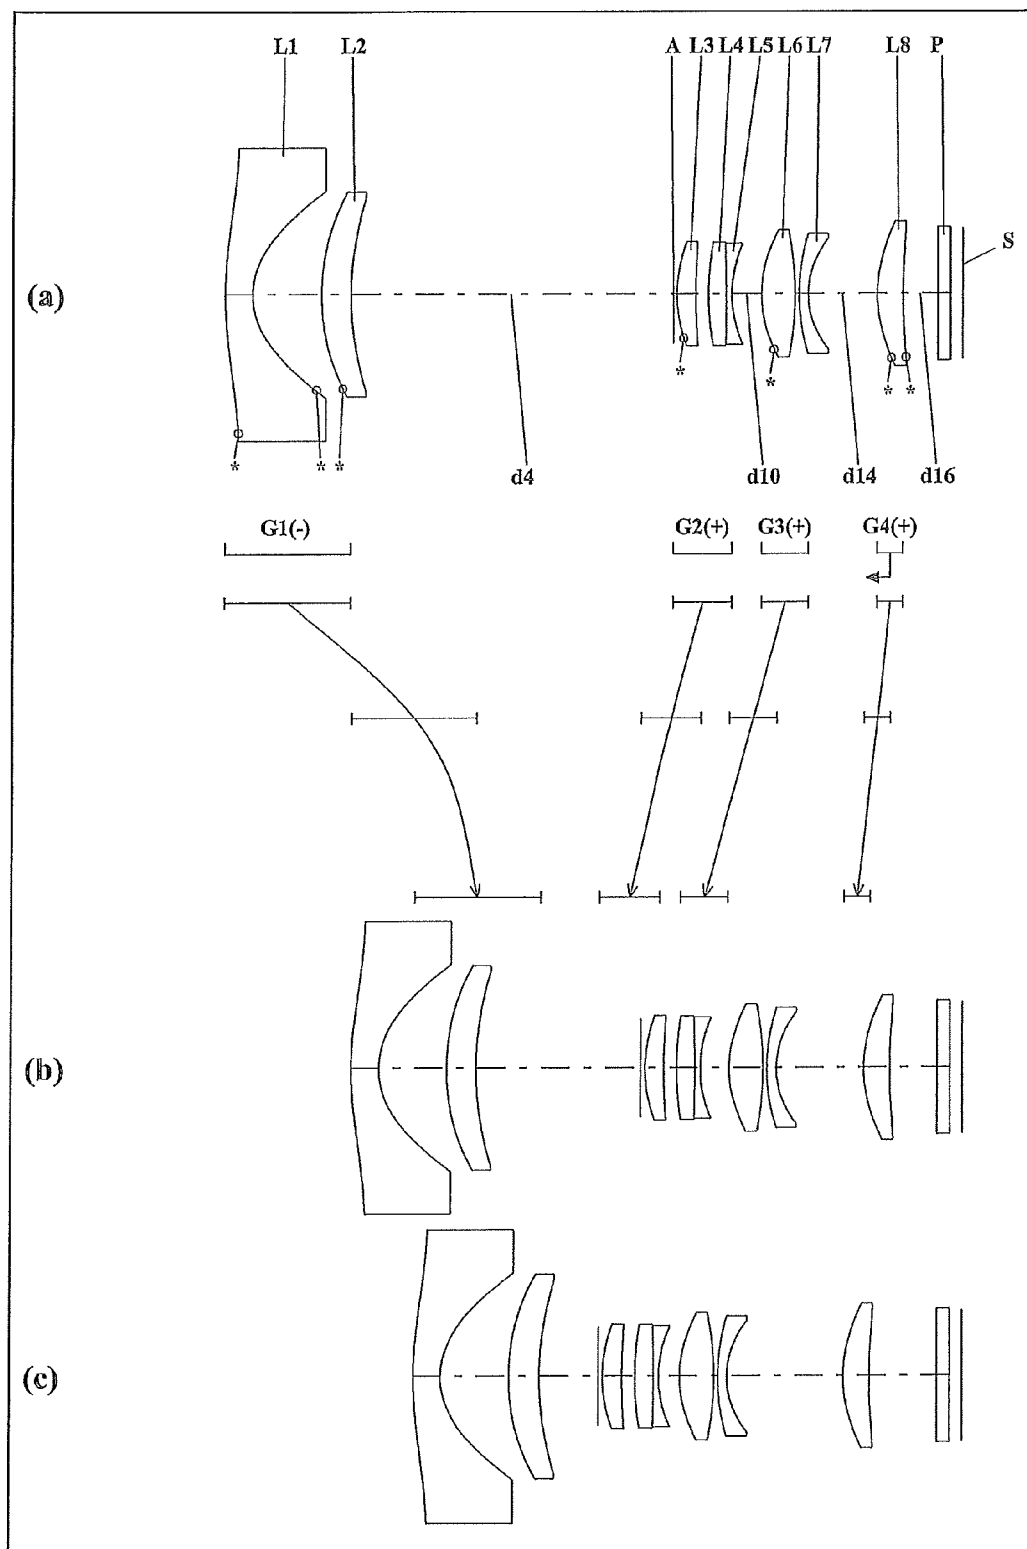 L1 L2 A L3 L4 L5 L6 L7 L8 P
S
(a)
* *
* *
* * *
d4 d10 d14 d16
G1(-) G2(+) G3(+) G4(+)
(b)
(c)